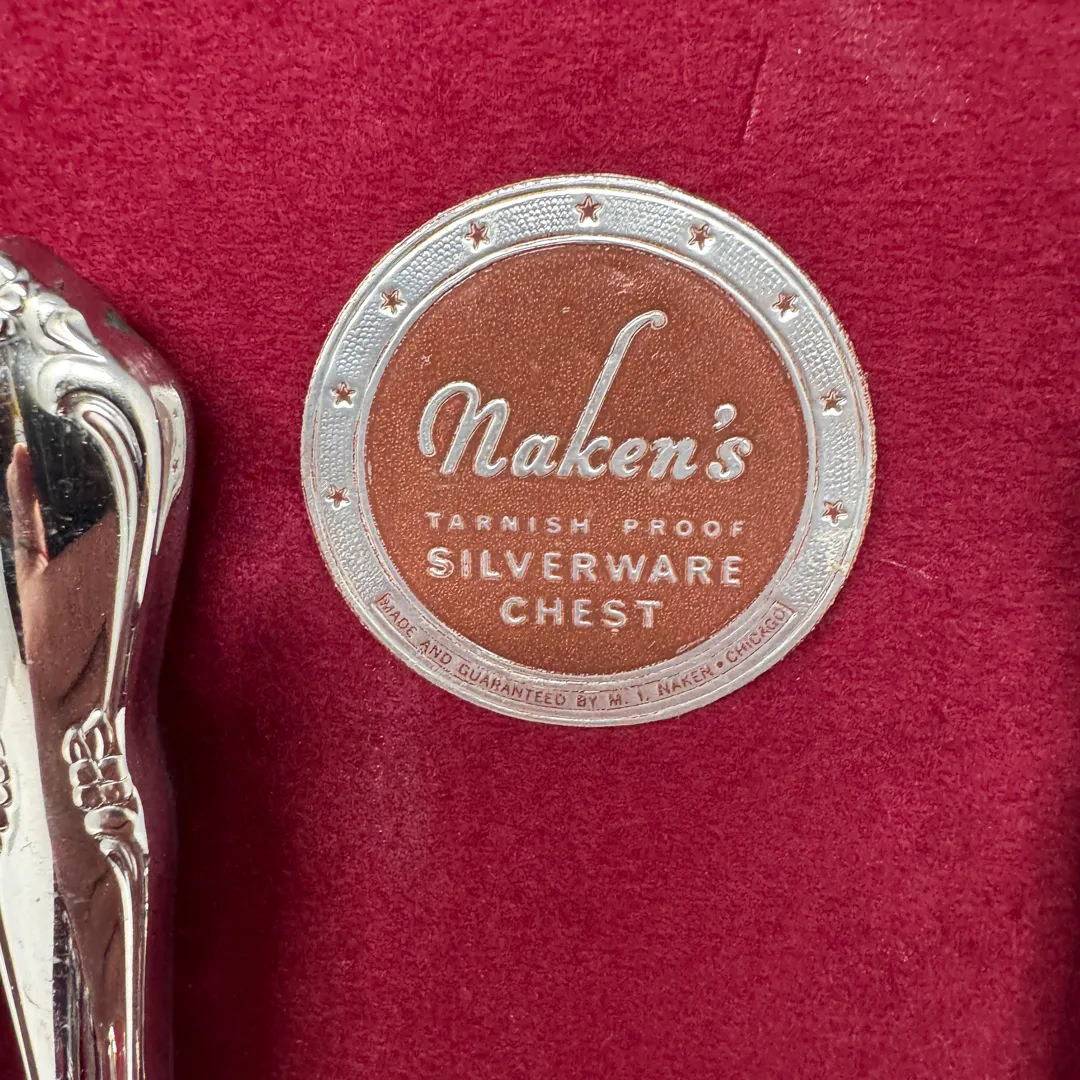 Naken's
TARNISH PROOF
SILVERWARE
CHEST
MADE AND GUARANTEED BY M. I. NAKEN • CHICAGO